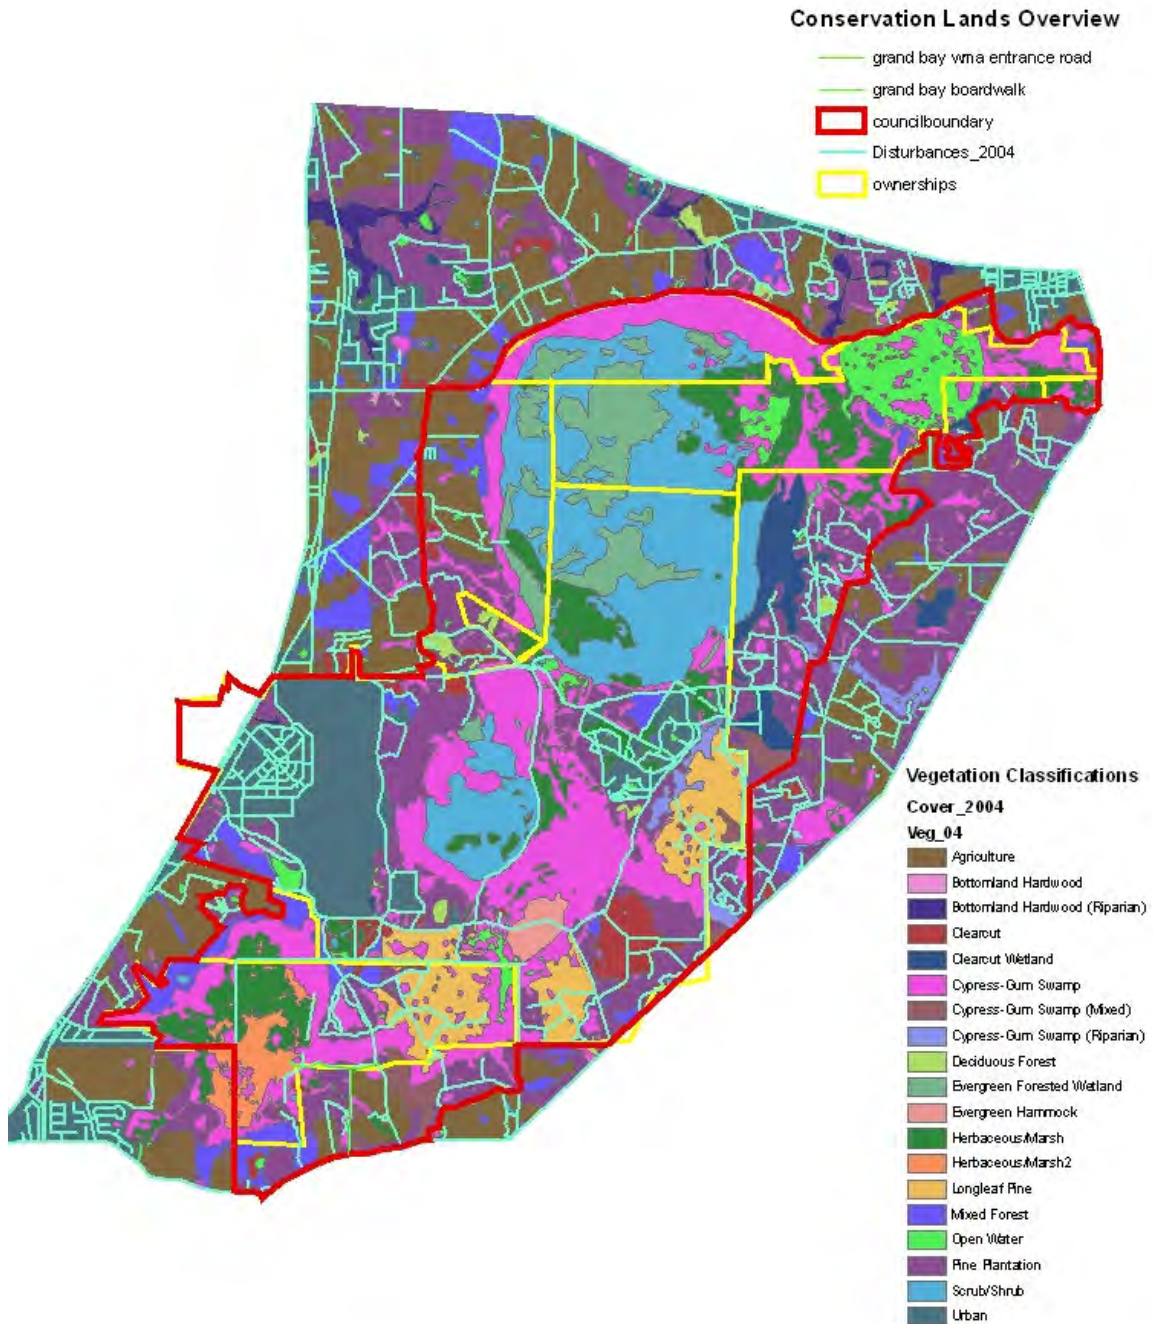 Conservation Lands Overview
grand bay wma entrance road
grand bay boardwalk
councilboundary
Disturbances_2004
ownerships
Vegetation Classifications
Cover_2004
Veg_04
Agriculture
Bottomland Hardwood
Bottomland Hardwood (Riparian)
Clearcut
Clearcut Wetland
Cypress-Gum Swamp
Cypress-Gum Swamp (Mixed)
Cypress-Gum Swamp (Riparian)
Deciduous Forest
Evergreen Forested Wetland
Evergreen Hammock
Herbaceous/Marsh
Herbaceous/Marsh2
Longleaf Pine
Mixed Forest
Open Water
Pine Plantation
Scrub/Shrub
Urban